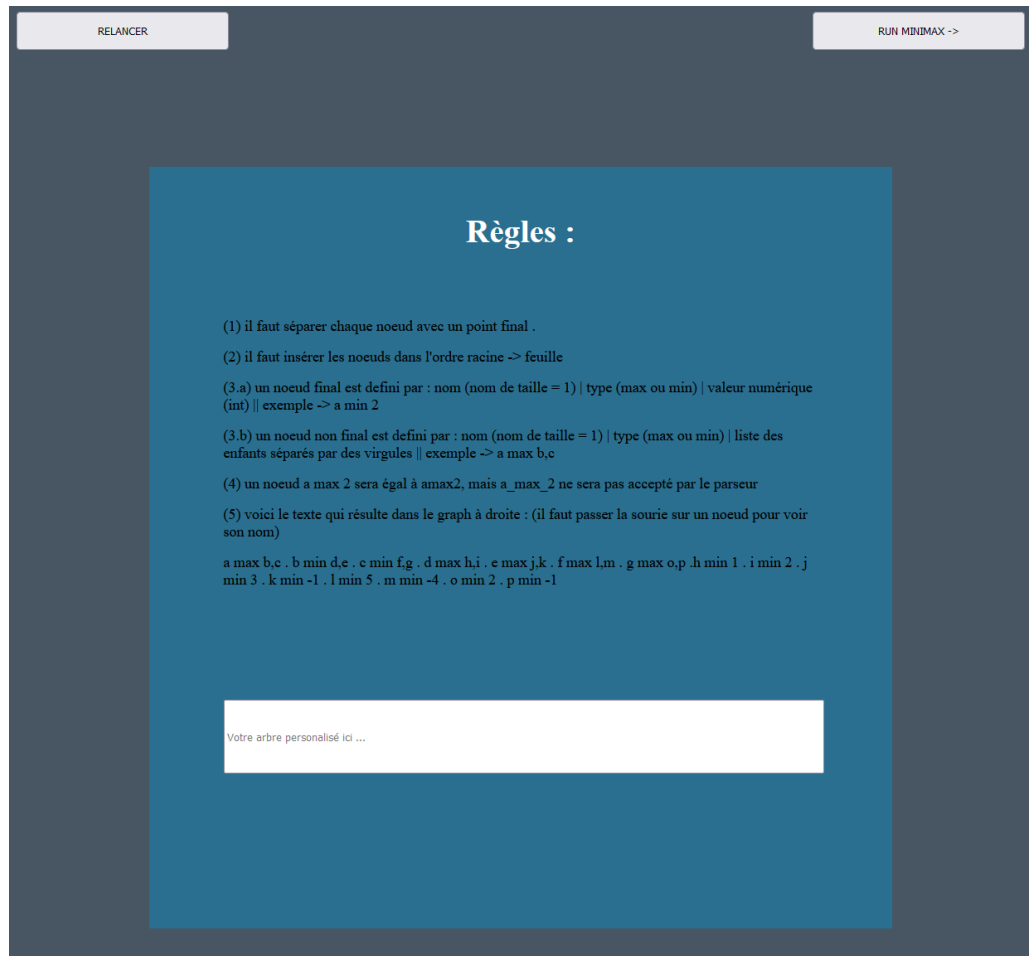 RELANCER
RUN MINIMAX ->
Règles :
(1) il faut séparer chaque noeud avec un point final .
(2) il faut insérer les noeuds dans l'ordre racine -> feuille
(3.a) un noeud final est defini par : nom (nom de taille = 1) | type (max ou min) | valeur numérique
(int) || exemple -> a min 2
(3.b) un noeud non final est defini par : nom (nom de taille = 1) | type (max ou min) | liste des
enfants séparés par des virgules || exemple -> a max b,c
(4) un noeud a max 2 sera égal à amax2, mais a_max_2 ne sera pas accepté par le parseur
(5) voici le texte qui résulte dans le graph à droite : (il faut passer la sourie sur un noeud pour voir
son nom)
a max b,c . b min d,e . c min f,g . d max h,i . e max j,k . f max l,m . g max o,p .h min 1 . i min 2 . j
min 3 . k min -1 . l min 5 . m min -4 . o min 2 . p min -1
Votre arbre personalisé ici ...